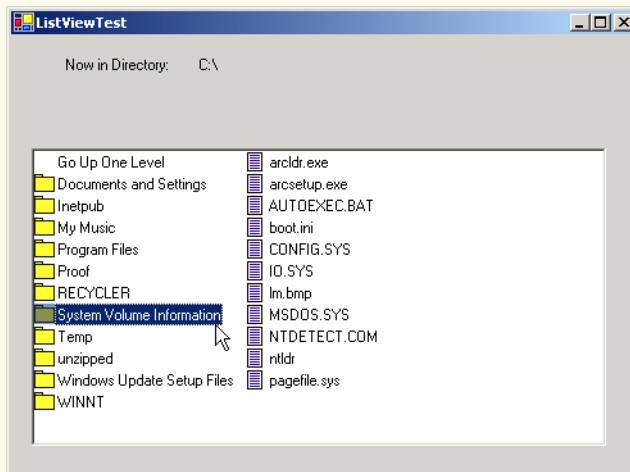 ListViewTest
Now in Directory: C:\
Go Up One Level
Documents and Settings
Inetpub
My Music
Program Files
Proof
RECYCLER
System Volume Information
Temp
unzipped
Windows Update Setup Files
WINNT
arcldr.exe
arcsetup.exe
AUTOEXEC.BAT
boot.ini
CONFIG.SYS
IO.SYS
lm.bmp
MSDOS.SYS
NTDETECT.COM
ntldr
pagefile.sys